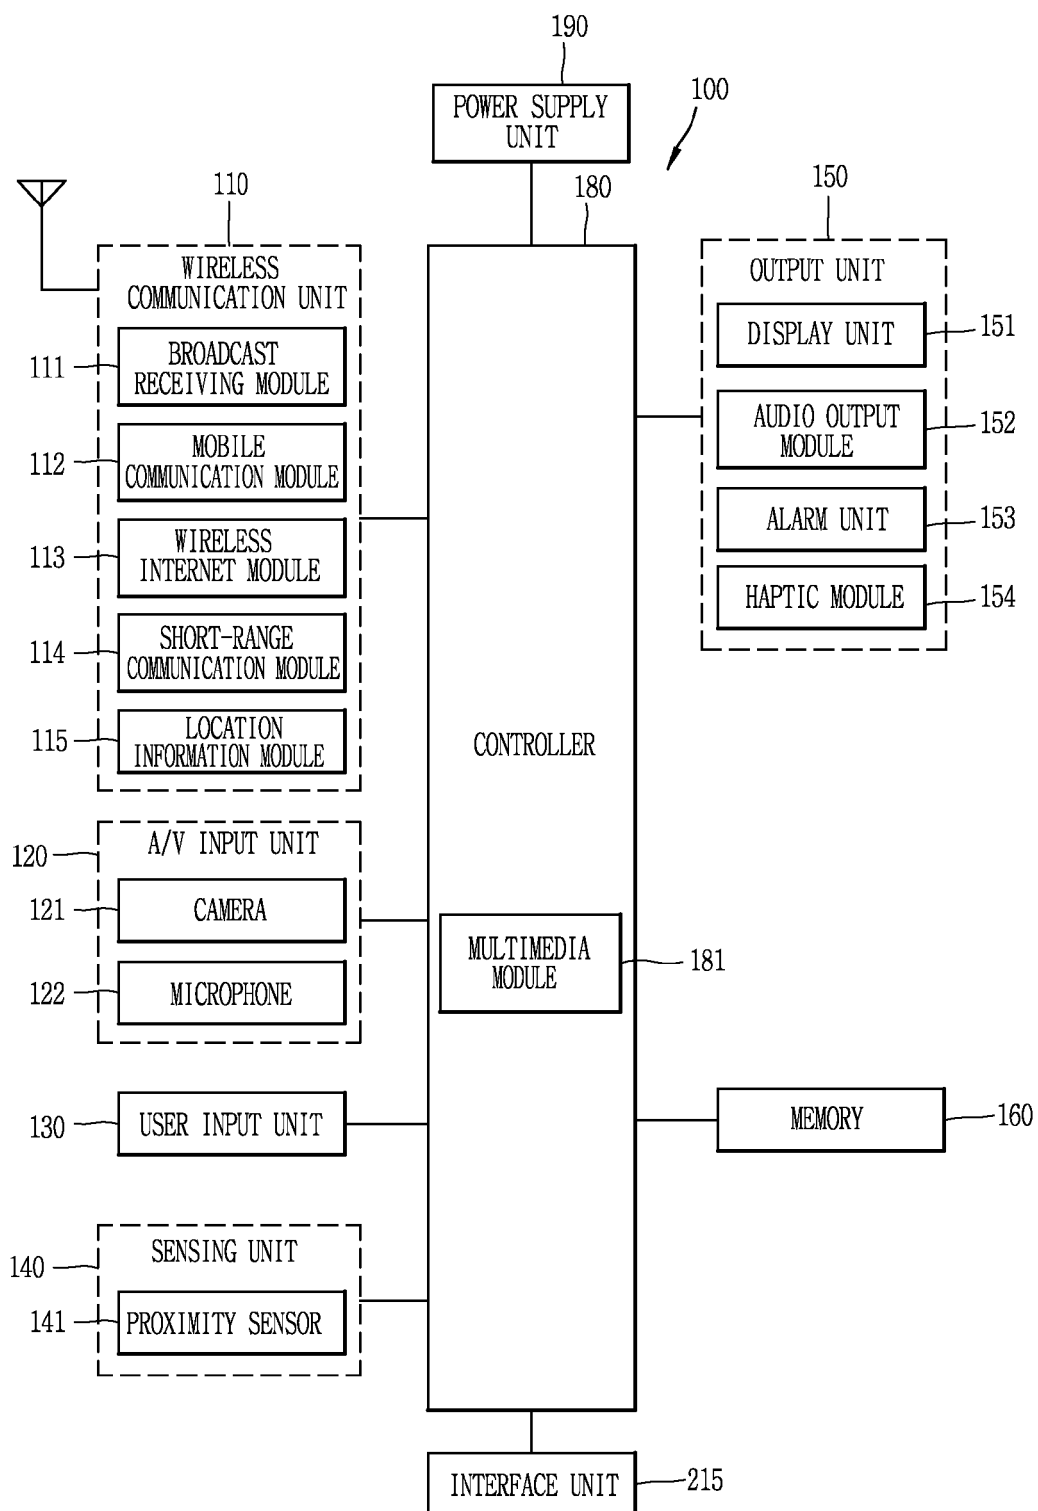 190
POWER SUPPLY
UNIT
100
110
180
150
WIRELESS
COMMUNICATION UNIT
111
BROADCAST
RECEIVING MODULE
112
MOBILE
COMMUNICATION MODULE
113
WIRELESS
INTERNET MODULE
114
SHORT-RANGE
COMMUNICATION MODULE
115
LOCATION
INFORMATION MODULE
120
A/V INPUT UNIT
121
CAMERA
122
MICROPHONE
130
USER INPUT UNIT
140
SENSING UNIT
141
PROXIMITY SENSOR
CONTROLLER
MULTIMEDIA
MODULE
181
OUTPUT UNIT
DISPLAY UNIT
151
AUDIO OUTPUT
MODULE
152
ALARM UNIT
153
HAPTIC MODULE
154
MEMORY
160
INTERFACE UNIT
215